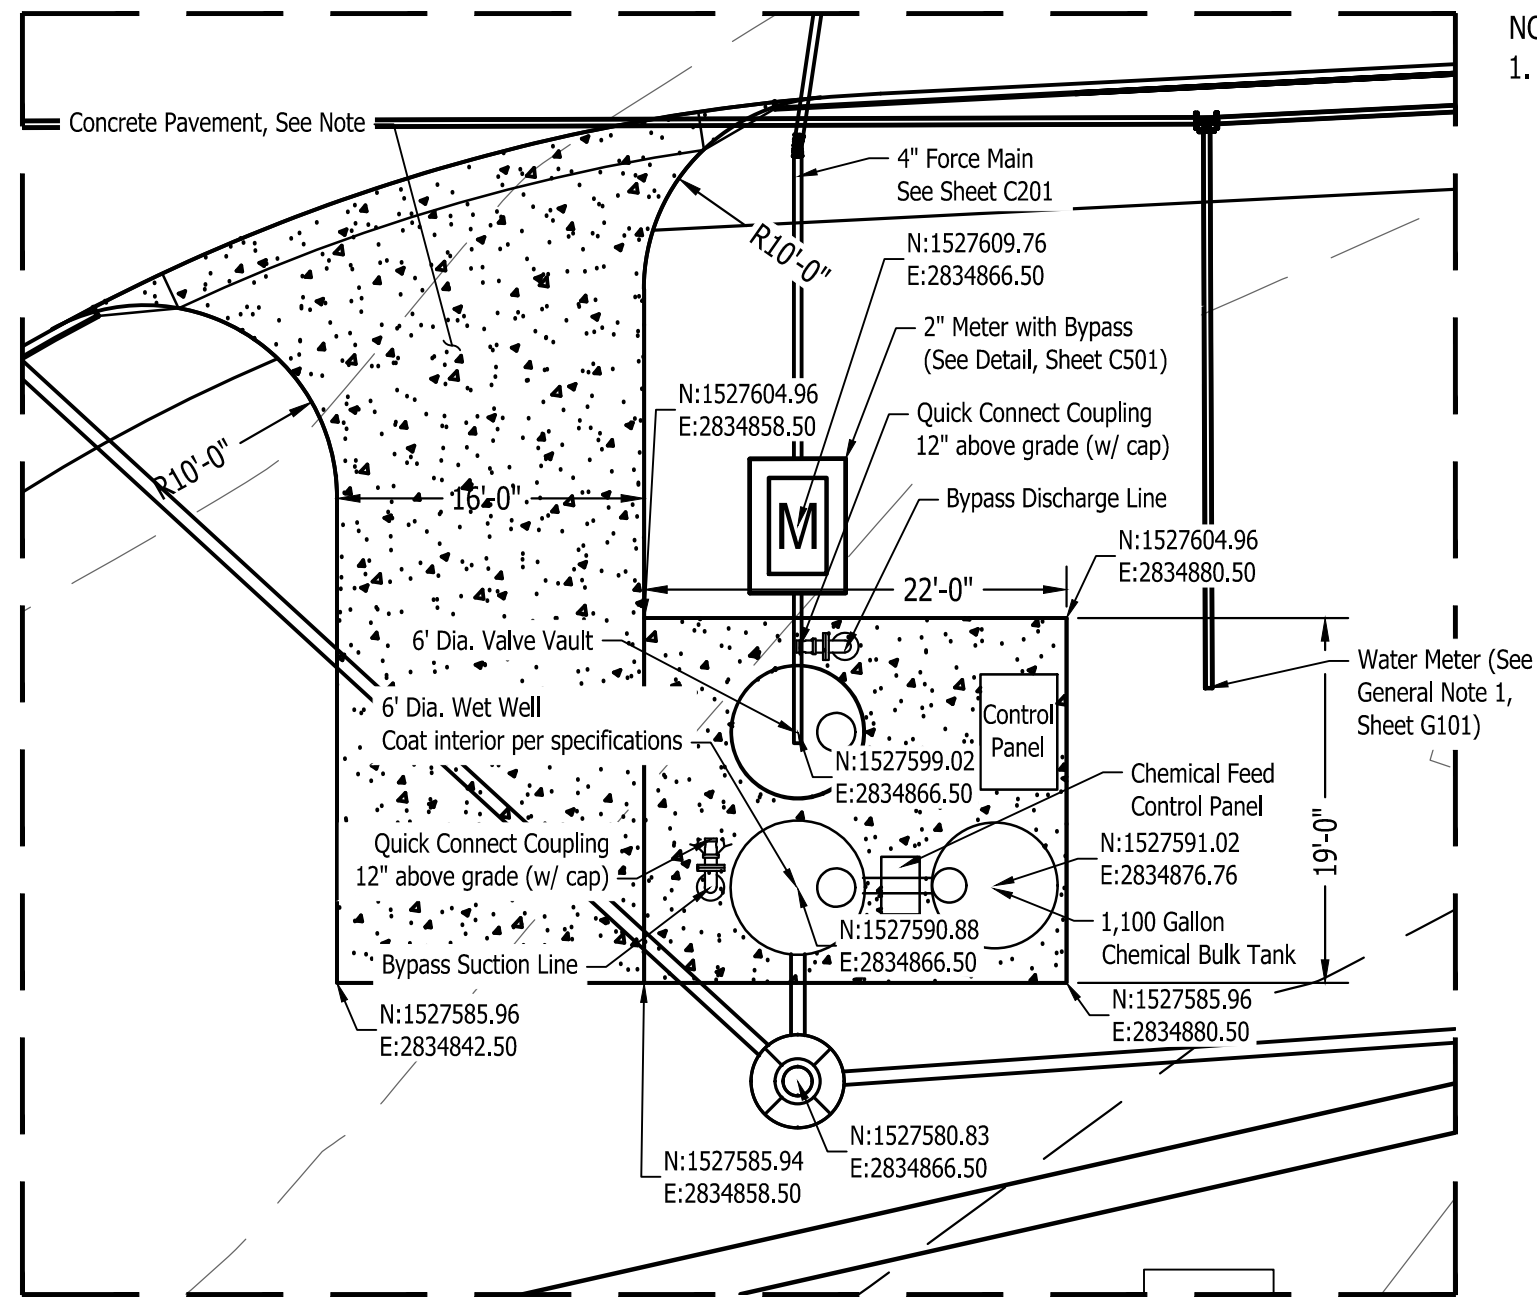 NO
1.
Concrete Pavement, See Note
4" Force Main
See Sheet C201
R10'-0"
N:1527609.76
E:2834866.50
2" Meter with Bypass
(See Detail, Sheet C501)
N:1527604.96
E:2834858.50
Quick Connect Coupling
12" above grade (w/ cap)
R10'-0"
16'-0"
M
Bypass Discharge Line
N:1527604.96
E:2834880.50
22'-0"
6' Dia. Valve Vault
Water Meter (See
General Note 1,
Sheet G101)
6' Dia. Wet Well
Coat interior per specifications
Control
Panel
N:1527599.02
E:2834866.50
Chemical Feed
Control Panel
19'-0"
Quick Connect Coupling
12" above grade (w/ cap)
N:1527591.02
E:2834876.76
N:1527590.88
E:2834866.50
1,100 Gallon
Chemical Bulk Tank
Bypass Suction Line
N:1527585.96
E:2834842.50
N:1527585.96
E:2834880.50
N:1527580.83
E:2834866.50
N:1527585.94
E:2834858.50